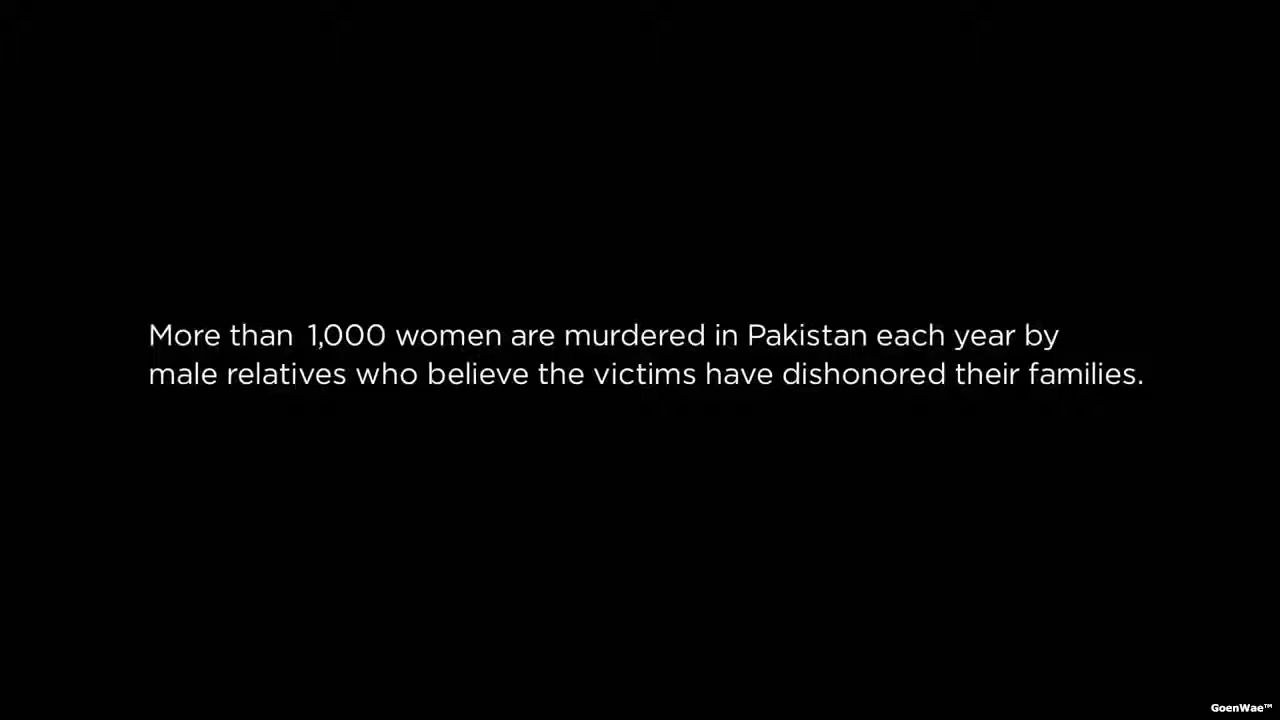 More than 1,000 women are murdered in Pakistan each year by
male relatives who believe the victims have dishonored their families.
GoenWae™